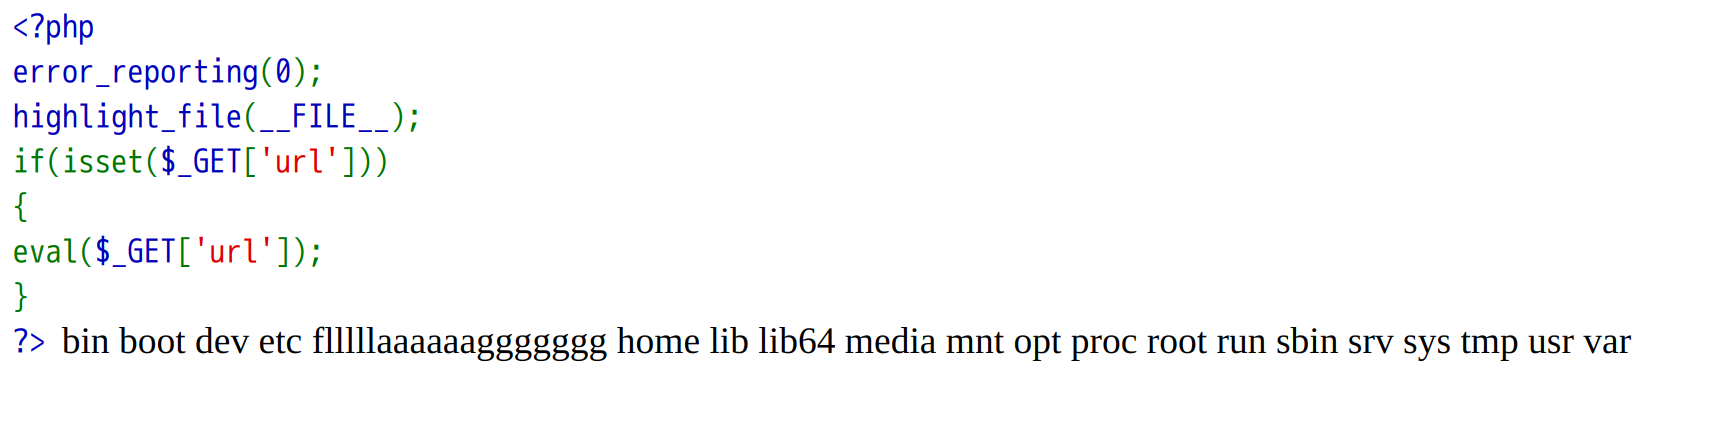 <?php
error_reporting(0);
highlight_file(__FILE__);
if(isset($_GET['url']))
{
eval($_GET['url']);
}
?> bin boot dev etc flllllaaaaaaggggggg home lib lib64 media mnt opt proc root run sbin srv sys tmp usr var